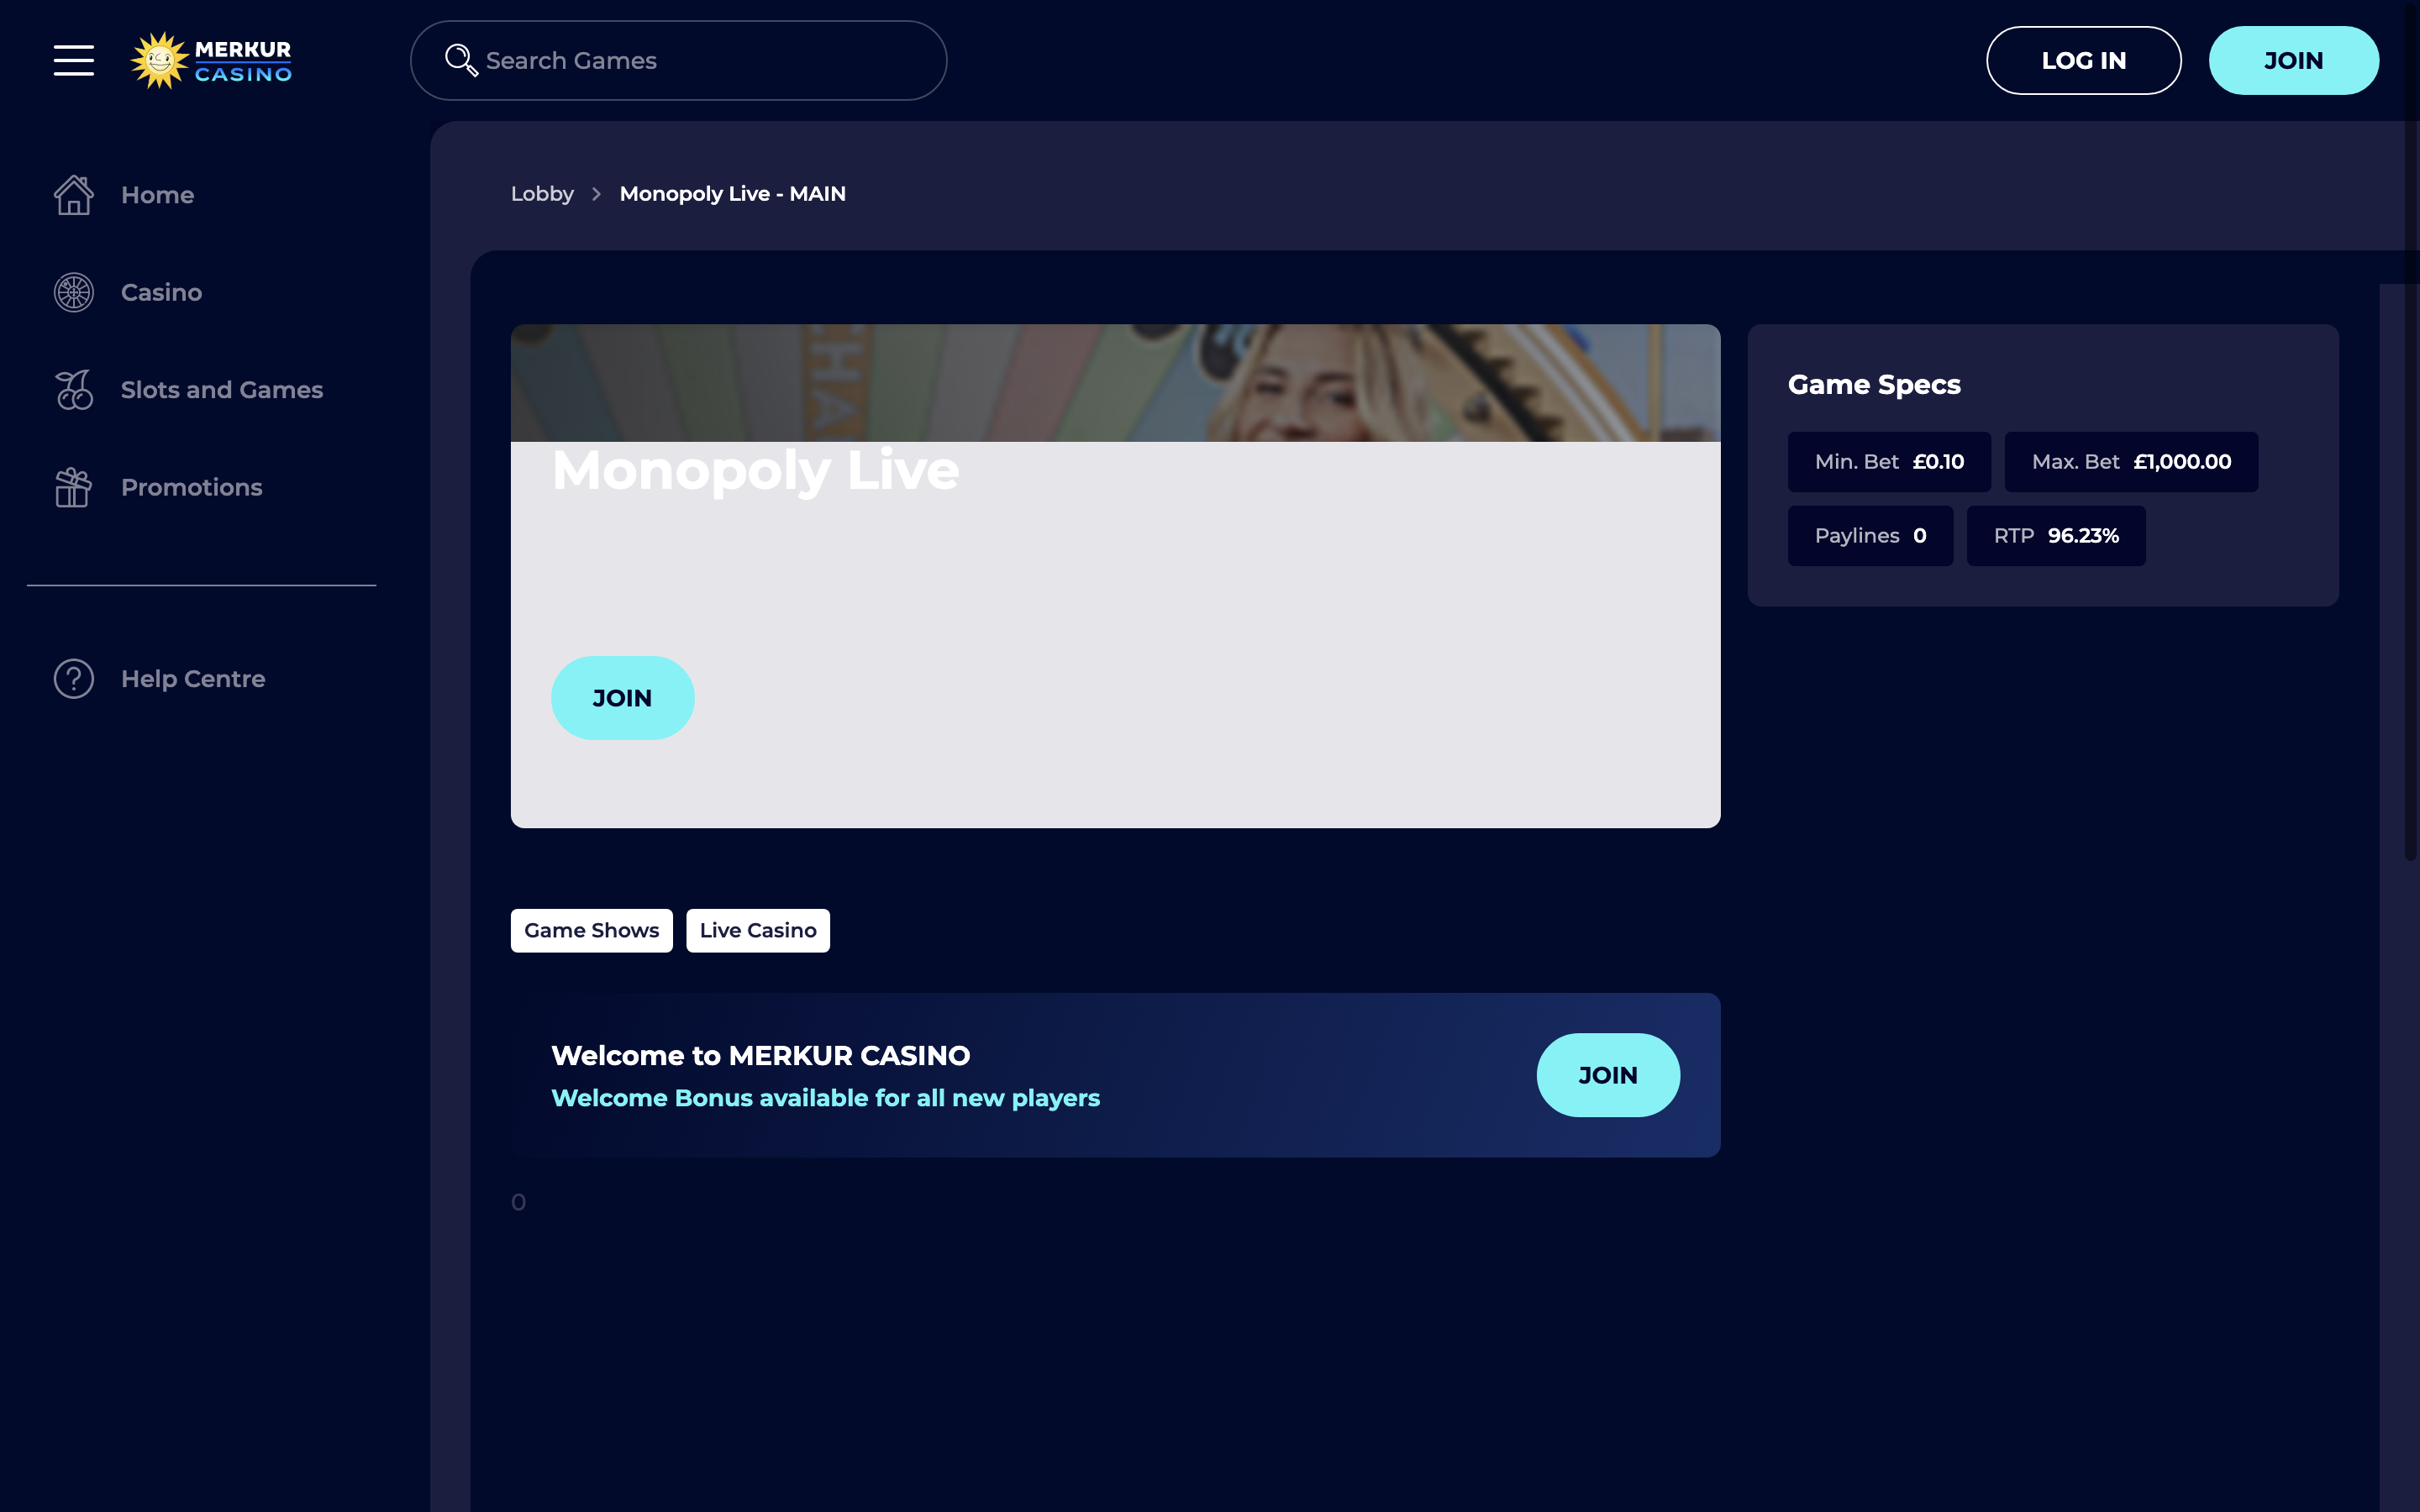 MERKUR
CASINO
Search Games
LOG IN
JOIN
Home
Casino
Slots and Games
Promotions
Help Centre
Lobby > Monopoly Live - MAIN
CHA
Monopoly Live
JOIN
Game Specs
Min. Bet £0.10
Max. Bet £1,000.00
Paylines 0
RTP 96.23%
Game Shows
Live Casino
Welcome to MERKUR CASINO
Welcome Bonus available for all new players
JOIN
0